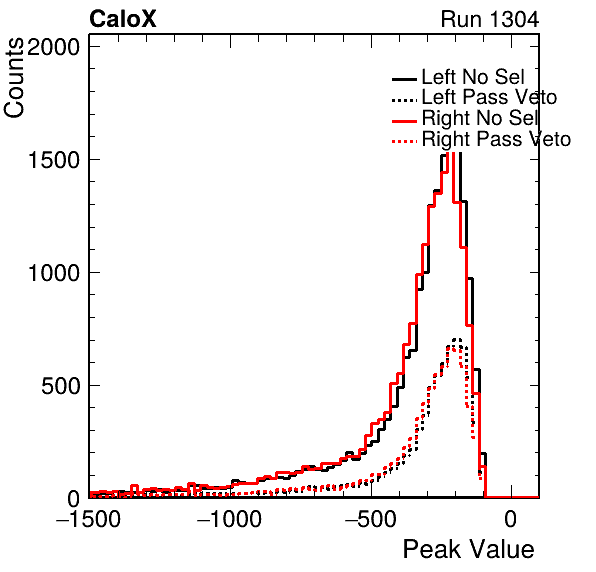 CaloX Run 1304
Counts
2000
1500
1000
500
0
Left No Sel
Left Pass Veto
Right No Sel
Right Pass Veto
−1500 −1000 −500 0
Peak Value